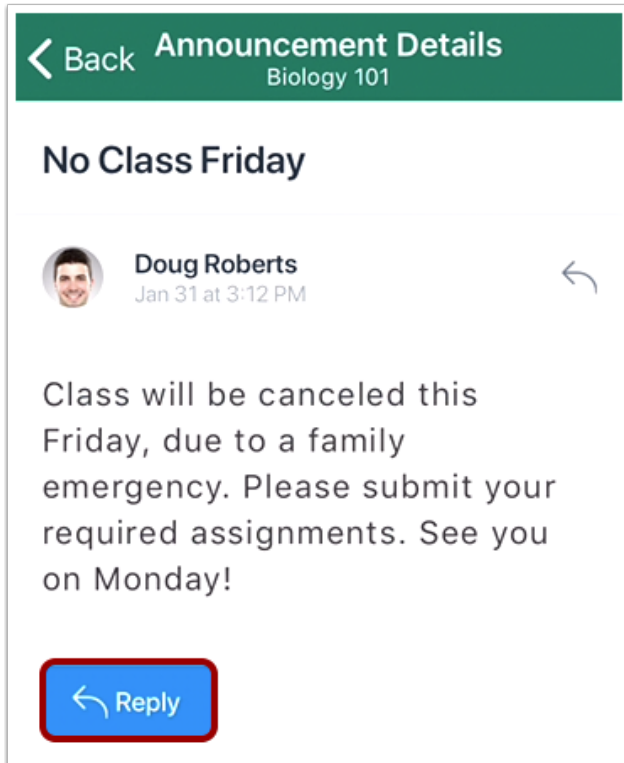 Back
Announcement Details
Biology 101
No Class Friday
Doug Roberts
Jan 31 at 3:12 PM
Class will be canceled this
Friday, due to a family
emergency. Please submit your
required assignments. See you
on Monday!
Reply